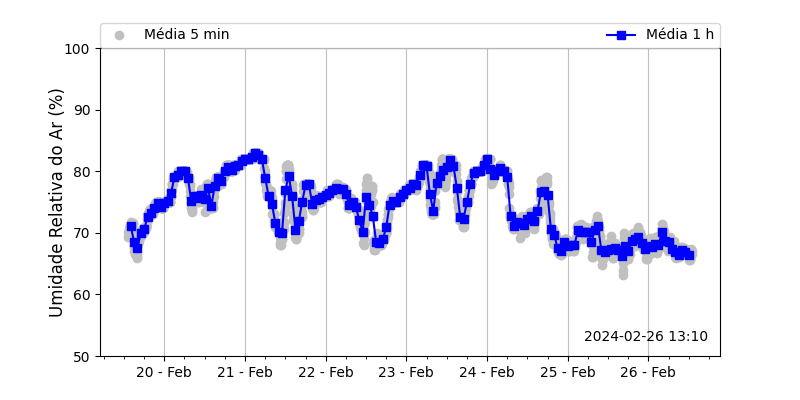 Média 5 min
Média 1 h
Umidade Relativa do Ar (%)
100
90
80
70
60
50
2024-02-26 13:10
20 - Feb
21 - Feb
22 - Feb
23 - Feb
24 - Feb
25 - Feb
26 - Feb